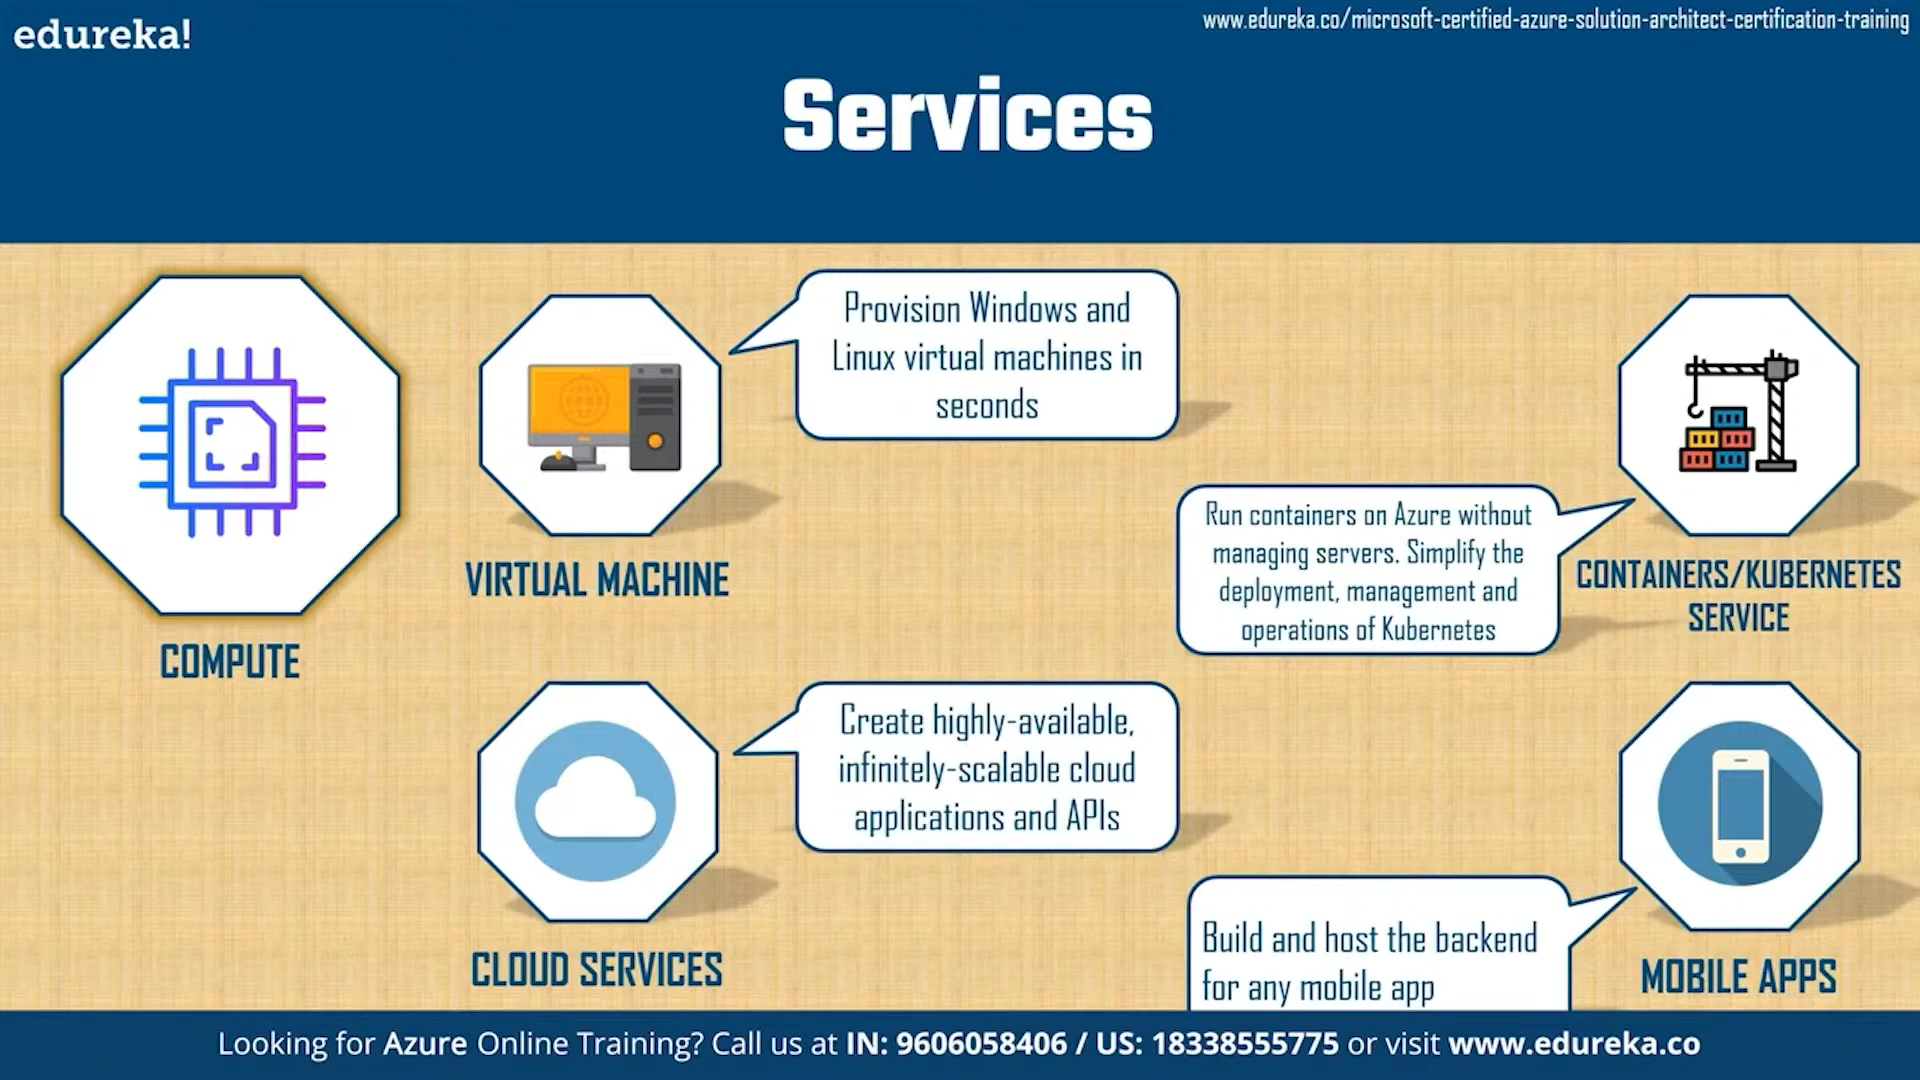 edureka!
www.edureka.co/microsoft-certified-azure-solution-architect-certification-training
Services
COMPUTE
VIRTUAL MACHINE
Provision Windows and
Linux virtual machines in
seconds
Run containers on Azure without
managing servers. Simplify the
deployment, management and
operations of Kubernetes
CONTAINERS/KUBERNETES
SERVICE
CLOUD SERVICES
Create highly-available,
infinitely-scalable cloud
applications and APIs
Build and host the backend
for any mobile app
MOBILE APPS
Looking for Azure Online Training? Call us at IN: 9606058406 / US: 18338555775 or visit www.edureka.co